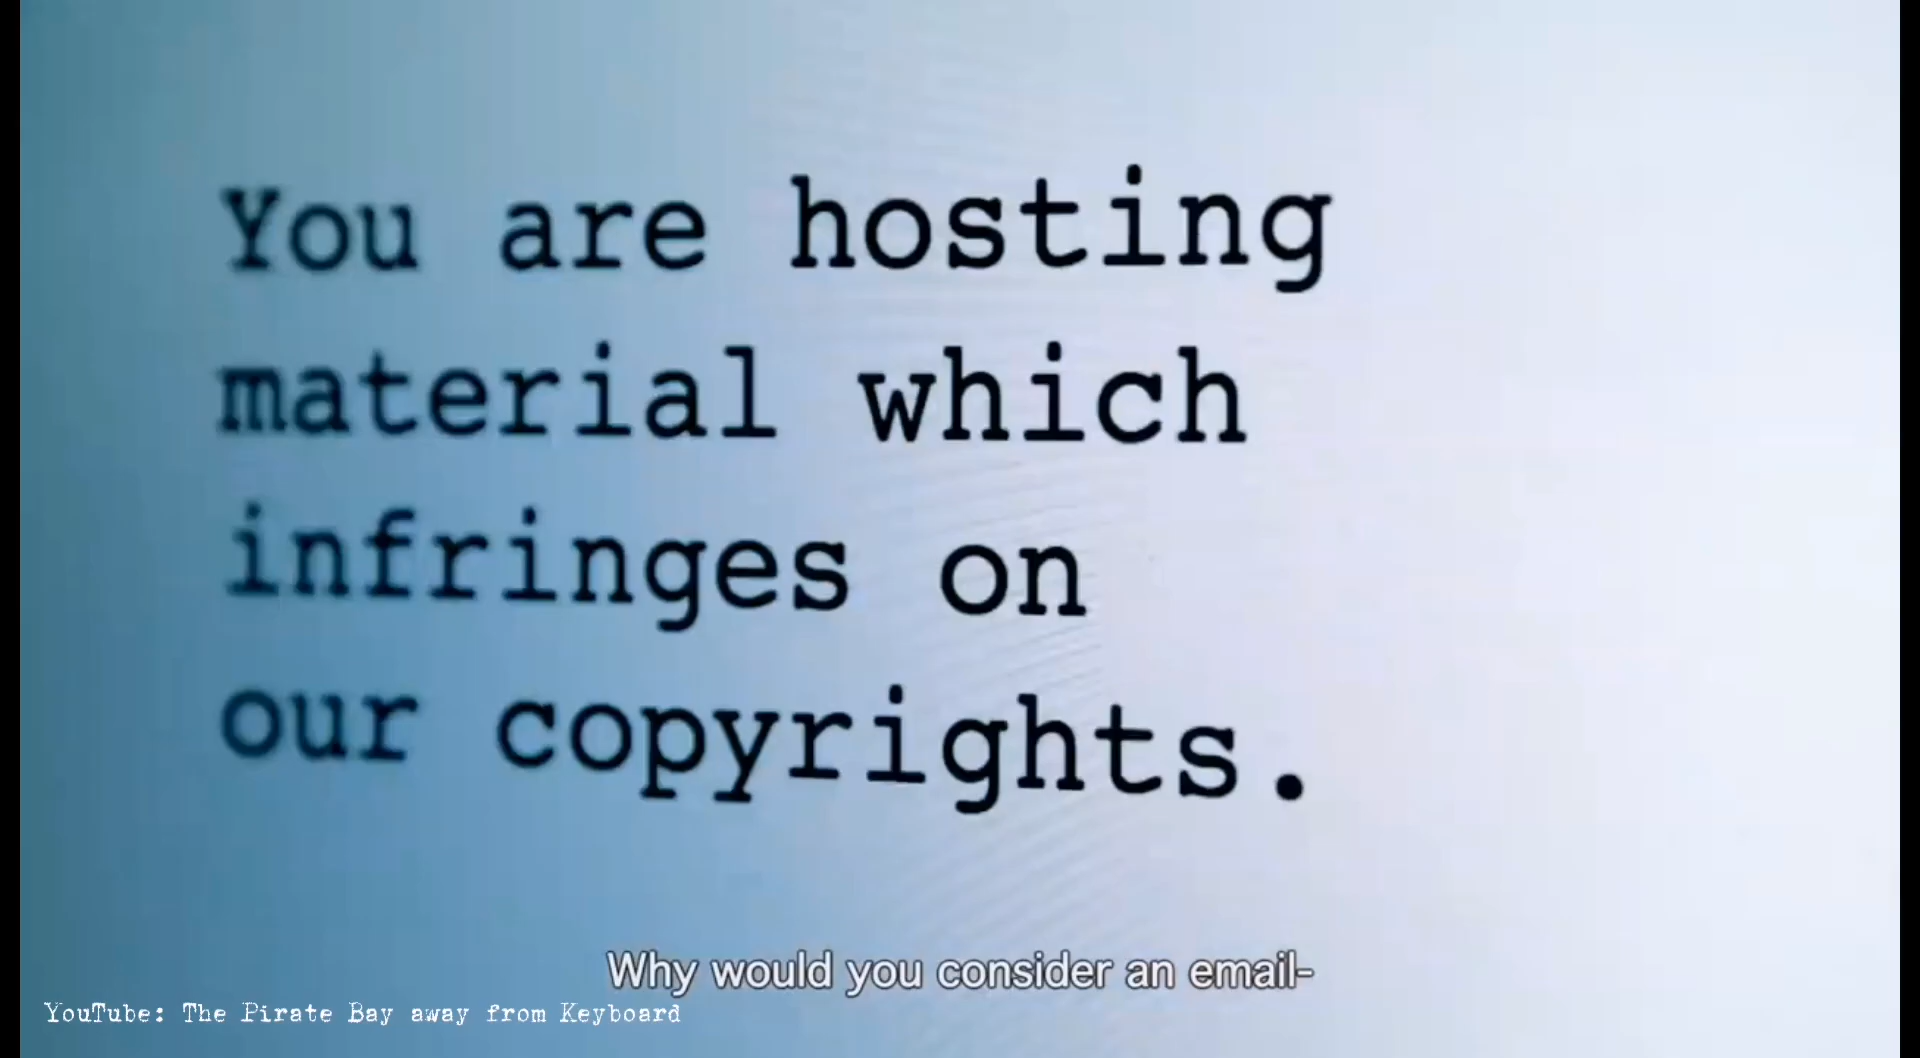 You are hosting
material which
infringes on
our copyrights.
Why would you consider an email-
YouTube: The Pirate Bay away from Keyboard